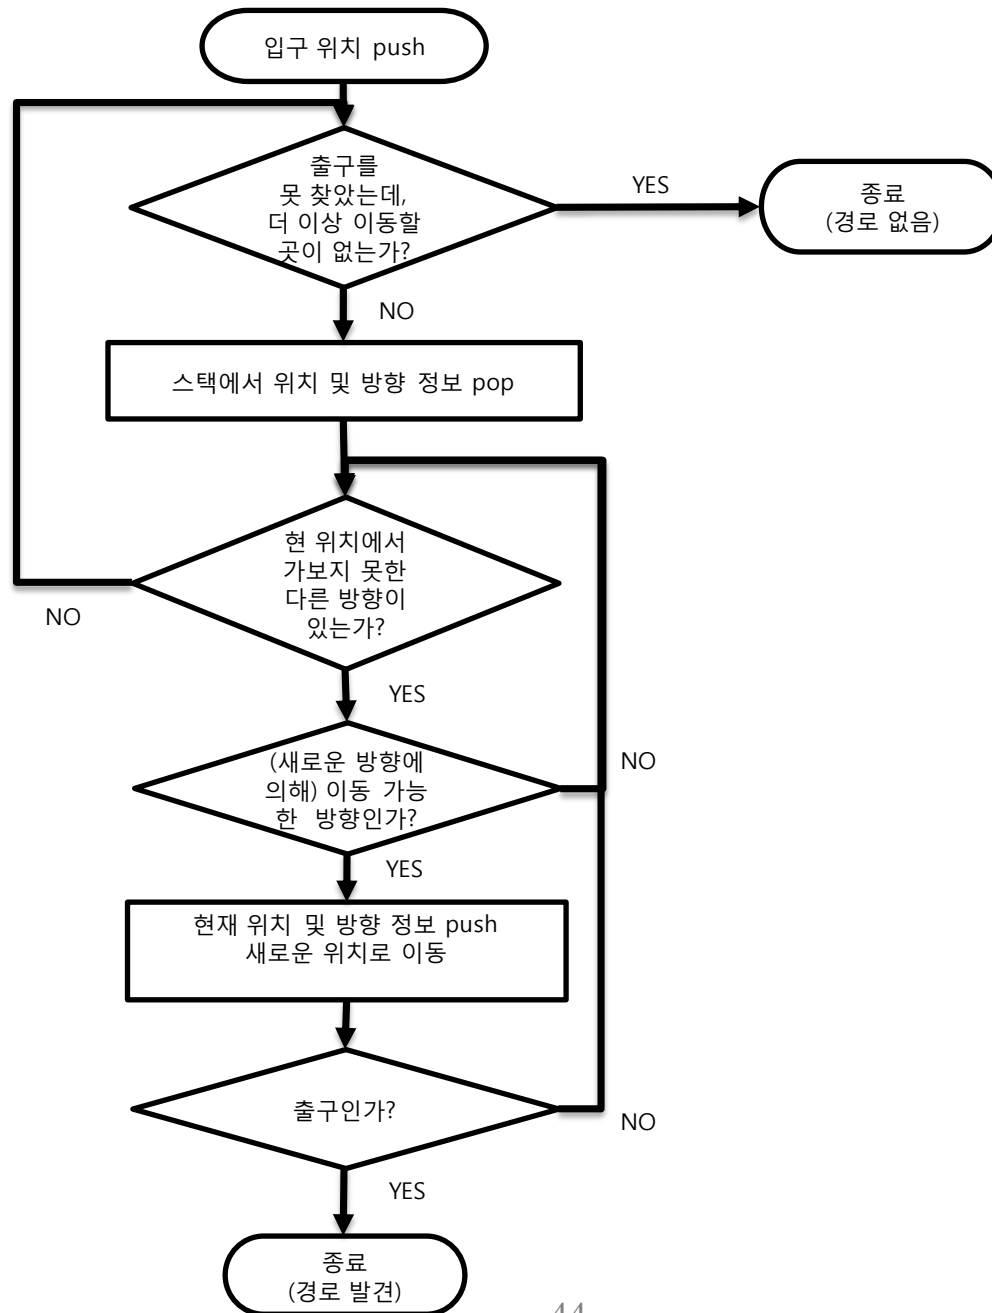 입구 위치 push
출구를
못 찾았는데,
더 이상 이동할
곳이 없는가?
YES
종료
(경로 없음)
NO
스택에서 위치 및 방향 정보 pop
현 위치에서
가보지 못한
다른 방향이
있는가?
NO
YES
(새로운 방향에
의해) 이동 가능
한 방향인가?
NO
YES
현재 위치 및 방향 정보 push
새로운 위치로 이동
출구인가?
NO
YES
종료
(경로 발견)
44